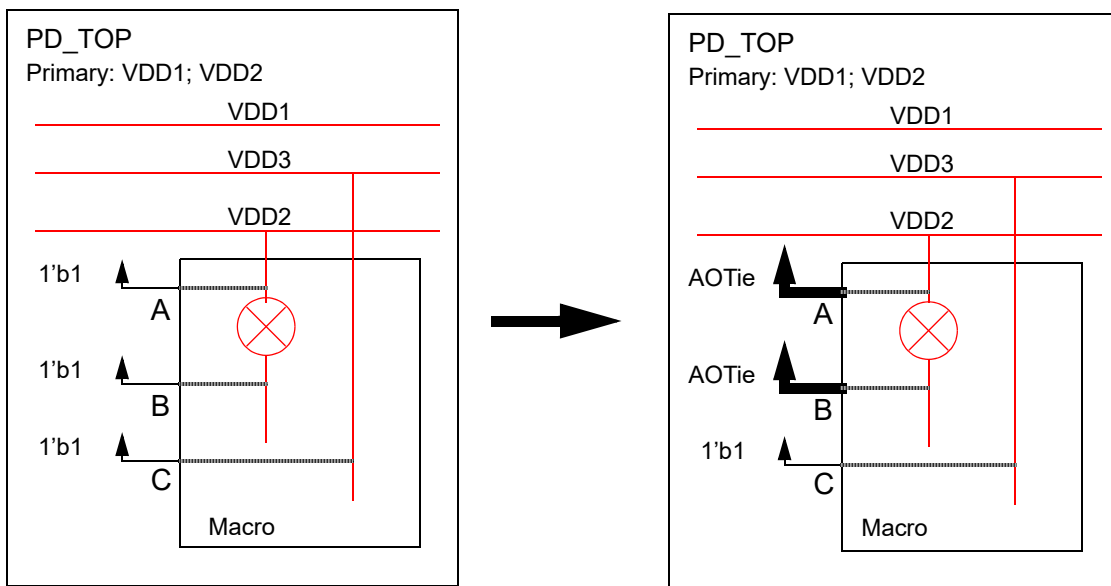 PD_TOP
Primary: VDD1; VDD2
VDD1
VDD3
VDD2
1’b1
A
1’b1
B
1’b1
C
Macro
PD_TOP
Primary: VDD1; VDD2
VDD1
VDD3
VDD2
AOTie
A
AOTie
B
1’b1
C
Macro